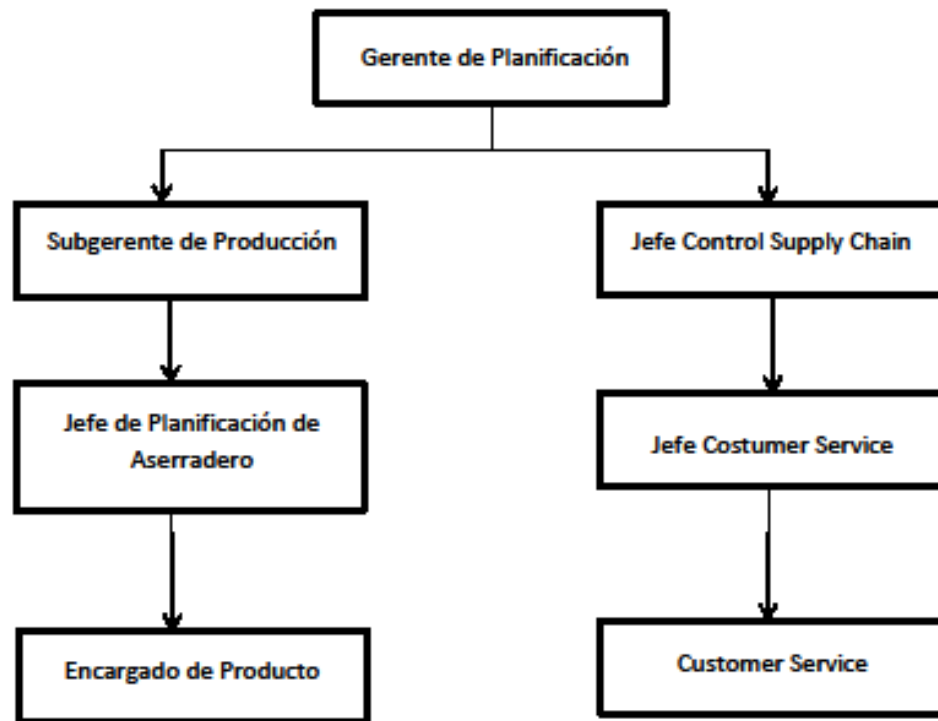 Gerente de Planificación
Subgerente de Producción
Jefe Control Supply Chain
Jefe de Planificación de
Aserradero
Jefe Costumer Service
Encargado de Producto
Customer Service